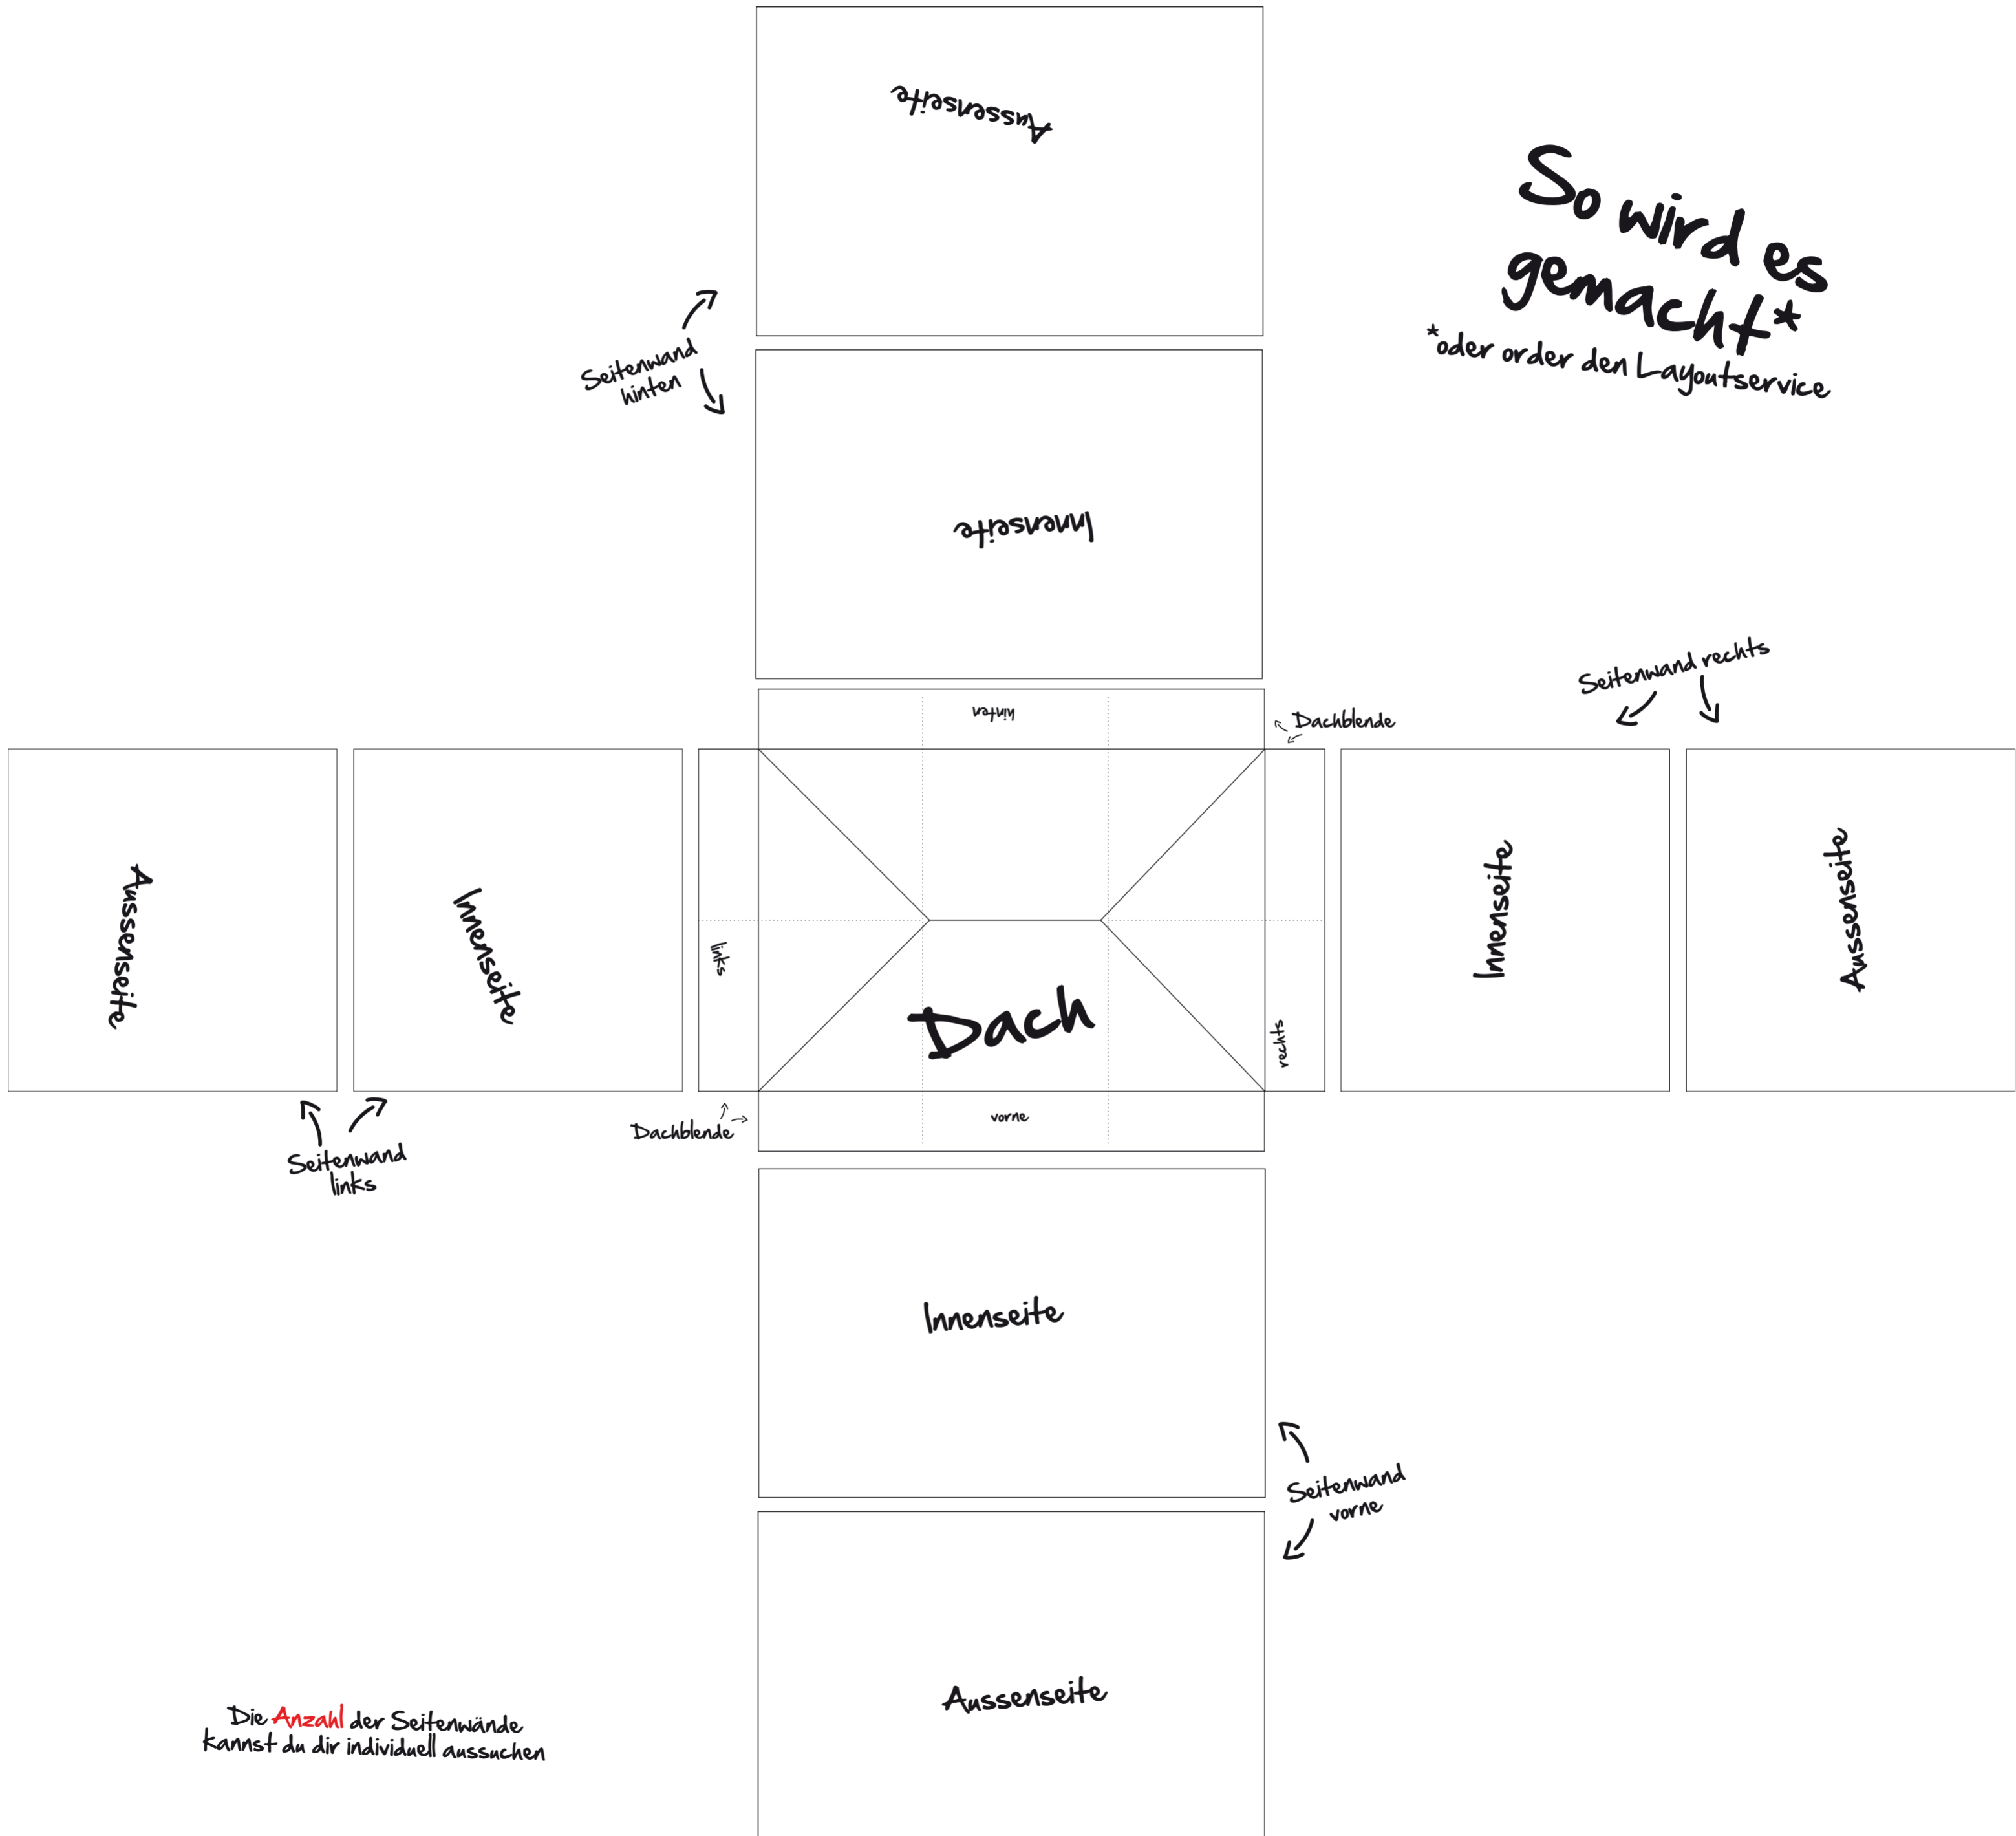 Aussenseite
So wird es
gemacht*
*oder order den Layoutservice
Seitenwand
hinten
Innenseite
Seitenwand rechts
hinten
Dachblende
Aussenseite
Innenseite
links
Dach
rechts
Innenseite
Aussenseite
vorne
Dachblende
Seitenwand
links
Innenseite
Seitenwand
vorne
Aussenseite
Die Anzahl der Seitenwände
kannst du dir individuell aussuchen